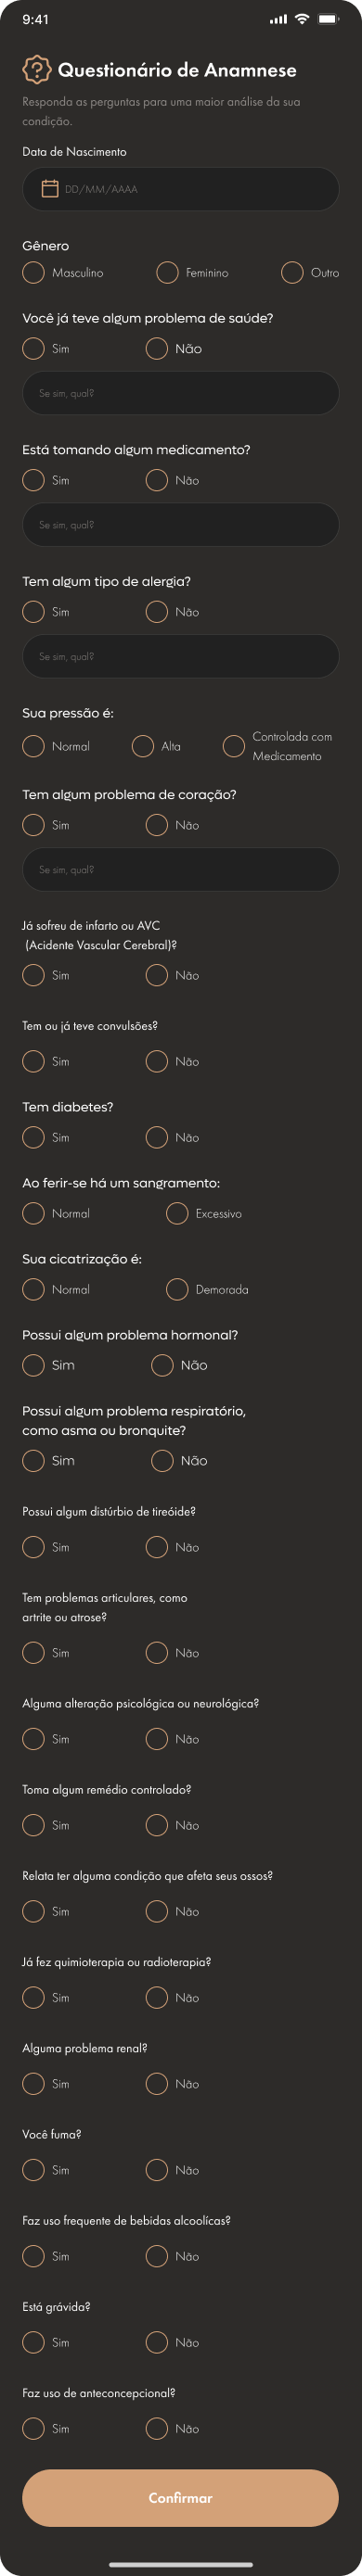 9:41
Questionário de Anamnese
Responda as perguntas para uma maior análise da sua
condição.
Data de Nascimento
DD/MM/AAAA
Gênero
Masculino Feminino Outro
Você já teve algum problema de saúde?
Sim Não
Se sim, qual?
Está tomando algum medicamento?
Sim Não
Se sim, qual?
Tem algum tipo de alergia?
Sim Não
Se sim, qual?
Sua pressão é:
Normal Alta Controlada com
Medicamento
Tem algum problema de coração?
Sim Não
Se sim, qual?
Já sofreu de infarto ou AVC
(Acidente Vascular Cerebral)?
Sim Não
Tem ou já teve convulsões?
Sim Não
Tem diabetes?
Sim Não
Ao ferir-se há um sangramento:
Normal Excessivo
Sua cicatrização é:
Normal Demorada
Possui algum problema hormonal?
Sim Não
Possui algum problema respiratório,
como asma ou bronquite?
Sim Não
Possui algum distúrbio de tireóide?
Sim Não
Tem problemas articulares, como
artrite ou atrose?
Sim Não
Alguma alteração psicológica ou neurológica?
Sim Não
Toma algum remédio controlado?
Sim Não
Relata ter alguma condição que afeta seus ossos?
Sim Não
Já fez quimioterapia ou radioterapia?
Sim Não
Alguma problema renal?
Sim Não
Você fuma?
Sim Não
Faz uso frequente de bebidas alcoolícas?
Sim Não
Está grávida?
Sim Não
Faz uso de anteconcepcional?
Sim Não
Confirmar